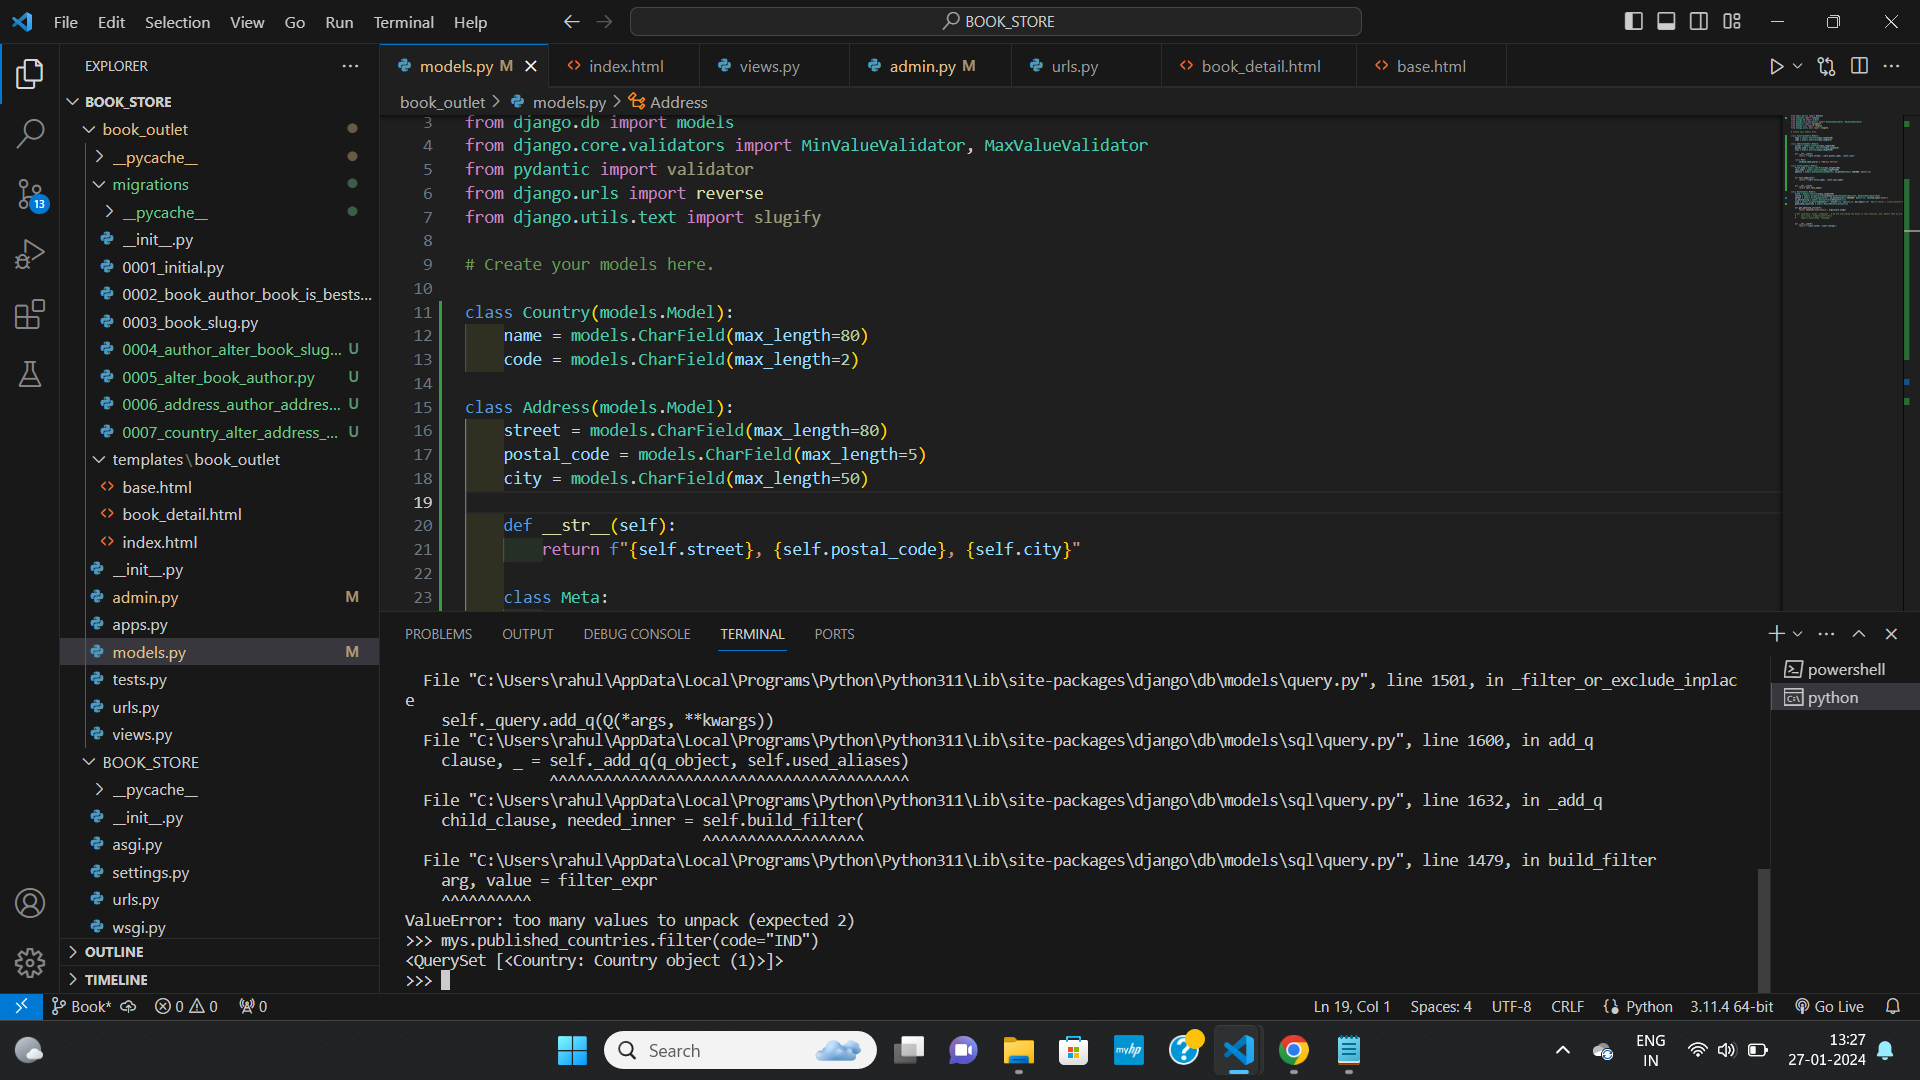 File Edit Selection View Go Run Terminal Help
BOOK_STORE
EXPLORER
BOOK_STORE
book_outlet
__pycache__
migrations
__pycache__
__init__.py
0001_initial.py
0002_book_author_book_is_bests...
0003_book_slug.py
0004_author_alter_book_slug... U
0005_alter_book_author.py U
0006_address_author_addres... U
0007_country_alter_address_... U
templates\book_outlet
base.html
book_detail.html
index.html
__init__.py
admin.py M
apps.py
models.py M
tests.py
urls.py
views.py
BOOK_STORE
__pycache__
__init__.py
asgi.py
settings.py
urls.py
wsgi.py
OUTLINE
TIMELINE
13
models.py M index.html views.py admin.py M urls.py book_detail.html base.html
book_outlet > models.py > Address
3 from django.db import models
4 from django.core.validators import MinValueValidator, MaxValueValidator
5 from pydantic import validator
6 from django.urls import reverse
7 from django.utils.text import slugify
8
9 # Create your models here.
10
11 class Country(models.Model):
12 name = models.CharField(max_length=80)
13 code = models.CharField(max_length=2)
14
15 class Address(models.Model):
16 street = models.CharField(max_length=80)
17 postal_code = models.CharField(max_length=5)
18 city = models.CharField(max_length=50)
19
20 def __str__(self):
21 return f"{self.street}, {self.postal_code}, {self.city}"
22
23 class Meta:
PROBLEMS OUTPUT DEBUG CONSOLE TERMINAL PORTS
File "C:\Users\rahul\AppData\Local\Programs\Python\Python311\Lib\site-packages\django\db\models\query.py", line 1501, in _filter_or_exclude_inplac
e
self._query.add_q(Q(*args, **kwargs))
File "C:\Users\rahul\AppData\Local\Programs\Python\Python311\Lib\site-packages\django\db\models\sql\query.py", line 1600, in add_q
clause, _ = self._add_q(q_object, self.used_aliases)
^^^^^^^^^^^^^^^^^^^^^^^^^^^^^^^^^^^^^^^^
File "C:\Users\rahul\AppData\Local\Programs\Python\Python311\Lib\site-packages\django\db\models\sql\query.py", line 1632, in _add_q
child_clause, needed_inner = self.build_filter(
^^^^^^^^^^^^^^^^^^
File "C:\Users\rahul\AppData\Local\Programs\Python\Python311\Lib\site-packages\django\db\models\sql\query.py", line 1479, in build_filter
arg, value = filter_expr
^^^^^^^^^^
ValueError: too many values to unpack (expected 2)
>>> mys.published_countries.filter(code="IND")
<QuerySet [<Country: Country object (1)>]>
>>>
powershell
python
Book* 0 0 0
Ln 19, Col 1 Spaces: 4 UTF-8 CRLF Python 3.11.4 64-bit Go Live
Search
myhp
ENG
IN
13:27
27-01-2024